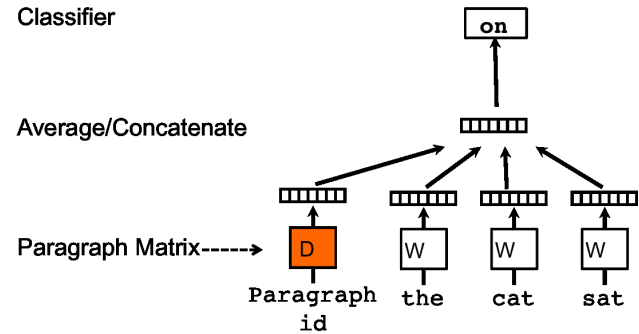 Classifier
on
Average/Concatenate
Paragraph Matrix
D
W
W
W
Paragraph
id
the
cat
sat